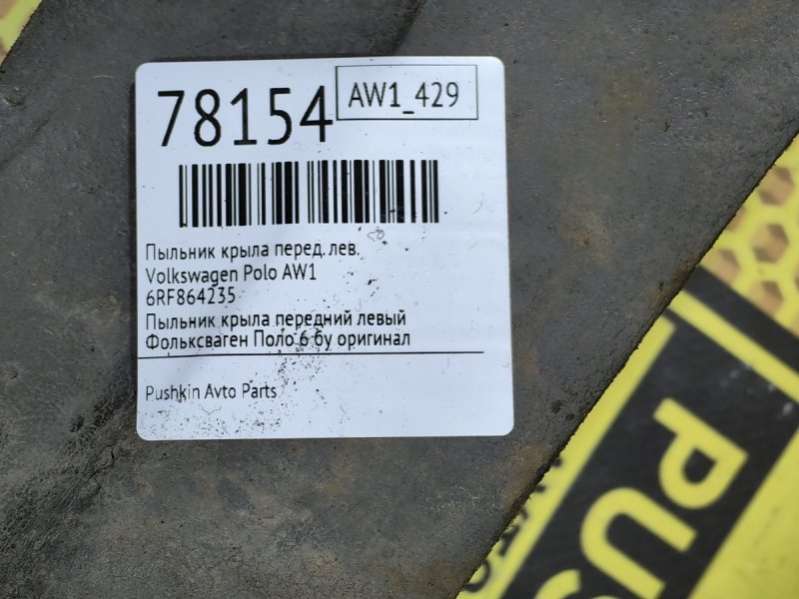 78154
AW1_429
Пыльник крыла перед. лев.
Volkswagen Polo AW1
6RF864235
Пыльник крыла передний левый
Фольксваген Поло 6 бу оригинал
Pushkin Avto Parts
PUS